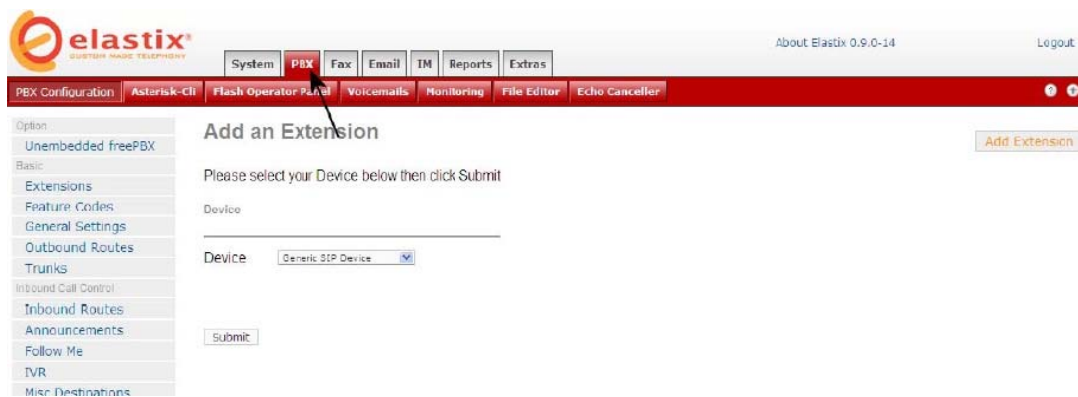 elastix
CUSTOM MADE TELEPHONY
About Elastix 0.9.0-14
Logout
System PBX Fax Email IM Reports Extras
PBX Configuration Asterisk-Cli Flash Operator Panel Voicemails Monitoring File Editor Echo Canceller
Option
Unembedded freePBX
Basic
Extensions
Feature Codes
General Settings
Outbound Routes
Trunks
Inbound Call Control
Inbound Routes
Announcements
Follow Me
IVR
Misc Destinations
Add an Extension
Add Extension
Please select your Device below then click Submit
Device
Device Generic SIP Device
Submit